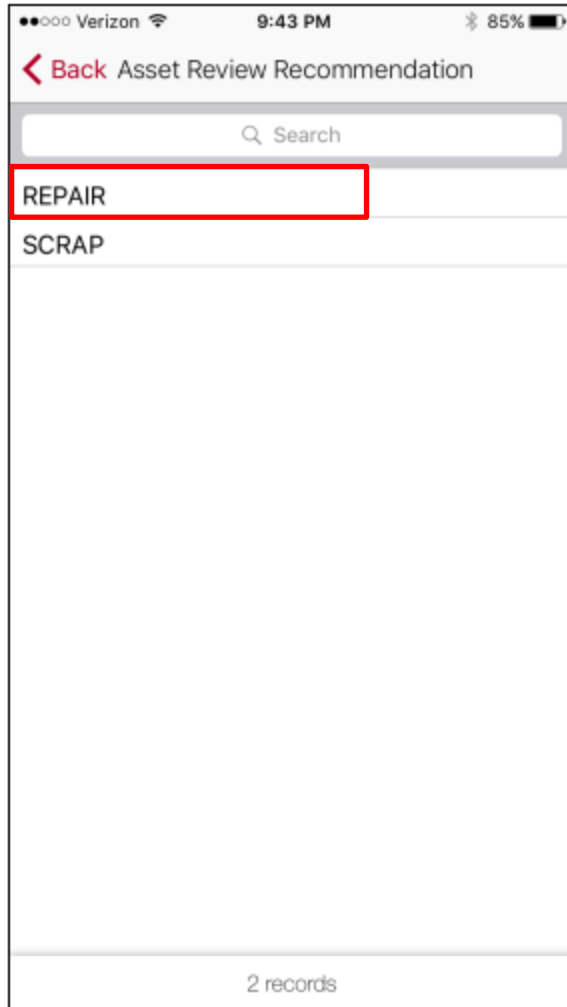 Verizon 9:43 PM 85%
Back Asset Review Recommendation
Search
REPAIR
SCRAP
2 records